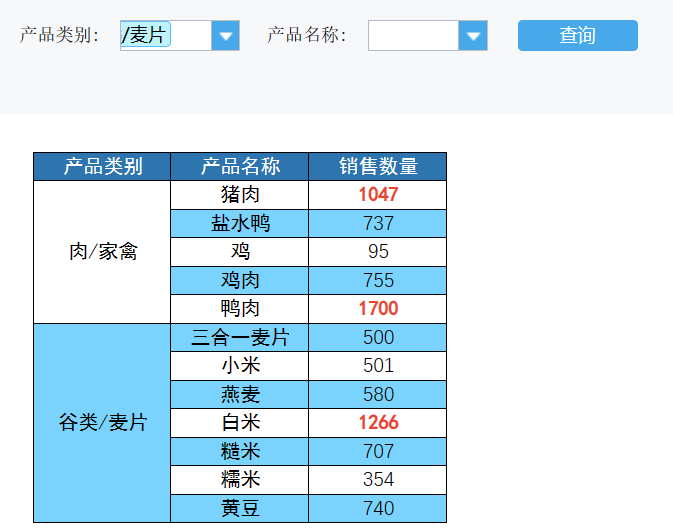 产品类别: /麦片 产品名称: 查询
产品类别 产品名称 销售数量
肉/家禽 猪肉 1047
盐水鸭 737
鸡 95
鸡肉 755
鸭肉 1700
谷类/麦片 三合一麦片 500
小米 501
燕麦 580
白米 1266
糙米 707
糯米 354
黄豆 740